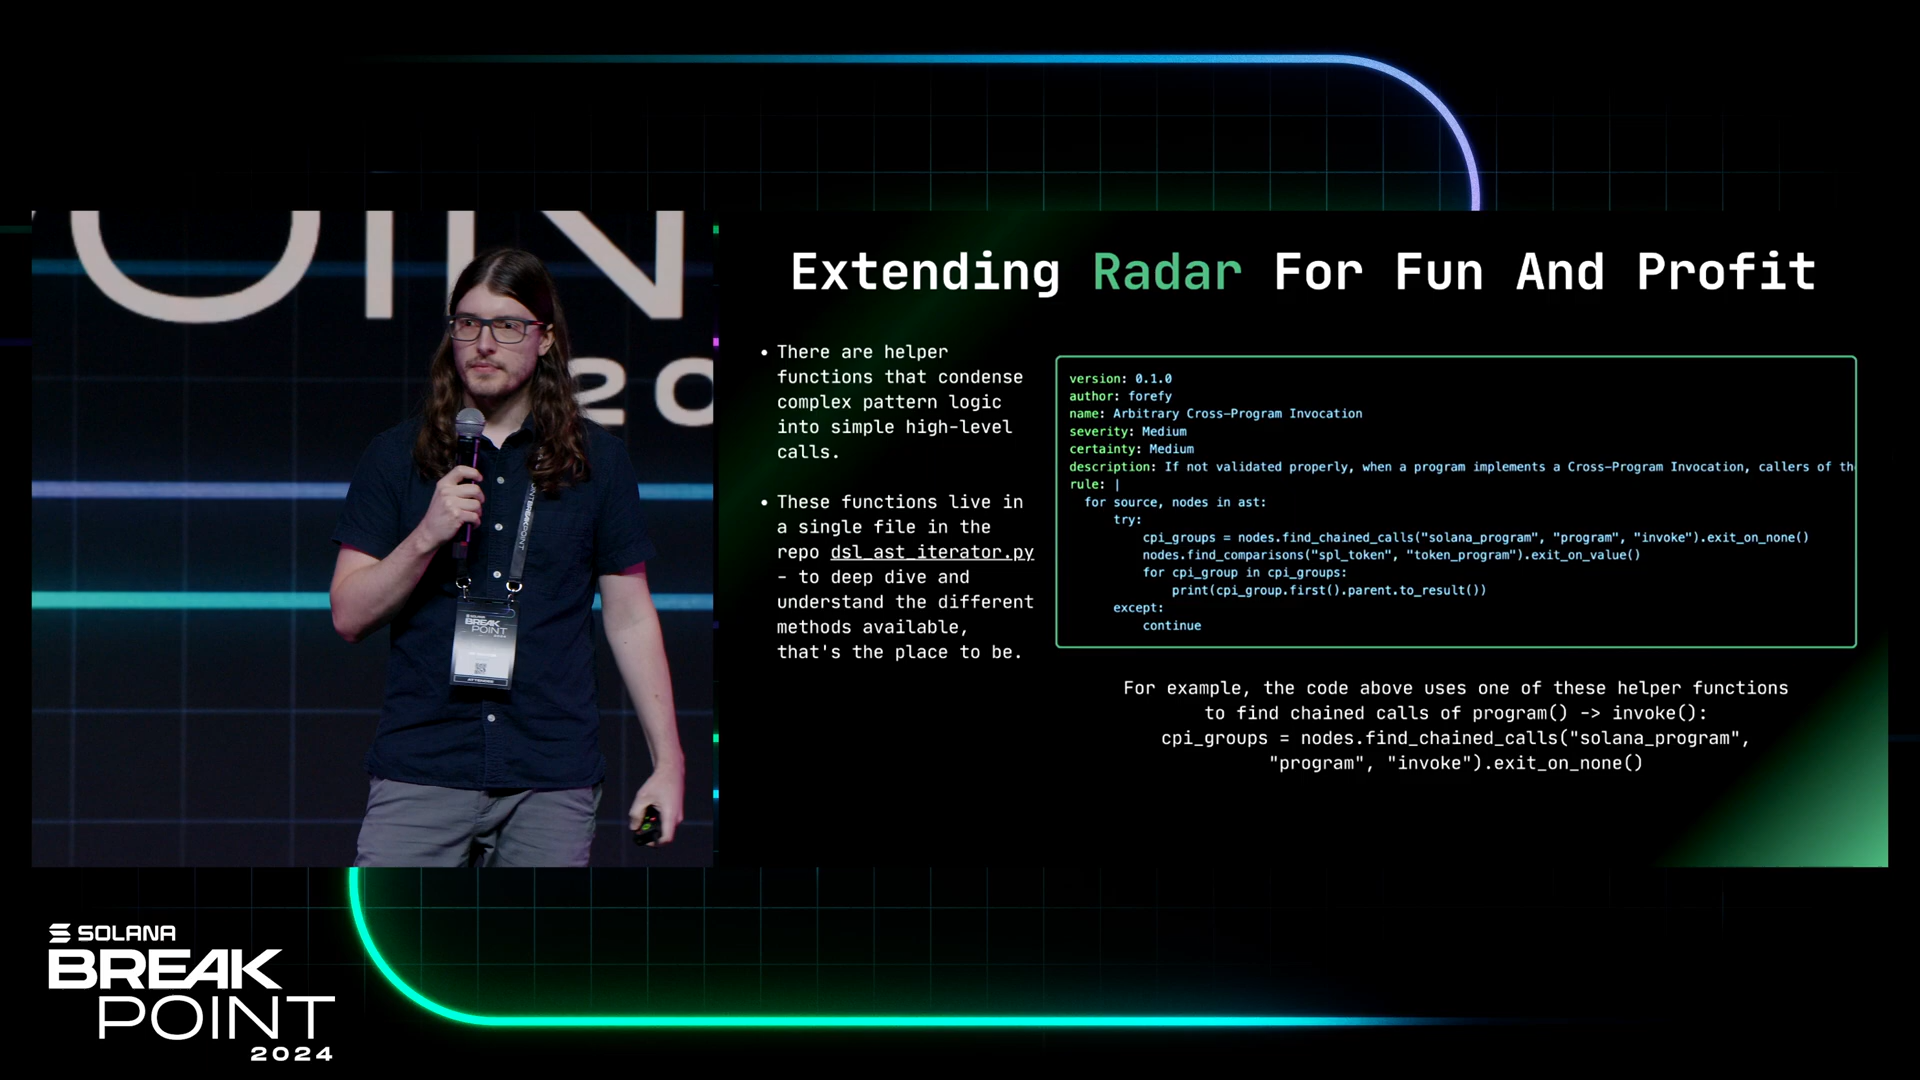 OIN
20
BREAK
POINT
Extending Radar For Fun And Profit
• There are helper
functions that condense
complex pattern logic
into simple high-level
calls.
• These functions live in
a single file in the
repo dsl_ast_iterator.py
- to deep dive and
understand the different
methods available,
that's the place to be.
version: 0.1.0
author: forefy
name: Arbitrary Cross-Program Invocation
severity: Medium
certainty: Medium
description: If not validated properly, when a program implements a Cross-Program Invocation, callers of th
rule: |
for source, nodes in ast:
try:
cpi_groups = nodes.find_chained_calls("solana_program", "program", "invoke").exit_on_none()
nodes.find_comparisons("spl_token", "token_program").exit_on_value()
for cpi_group in cpi_groups:
print(cpi_group.first().parent.to_result())
except:
continue
For example, the code above uses one of these helper functions
to find chained calls of program() -> invoke():
cpi_groups = nodes.find_chained_calls("solana_program",
"program", "invoke").exit_on_none()
SOLANA
BREAK
POINT
2024